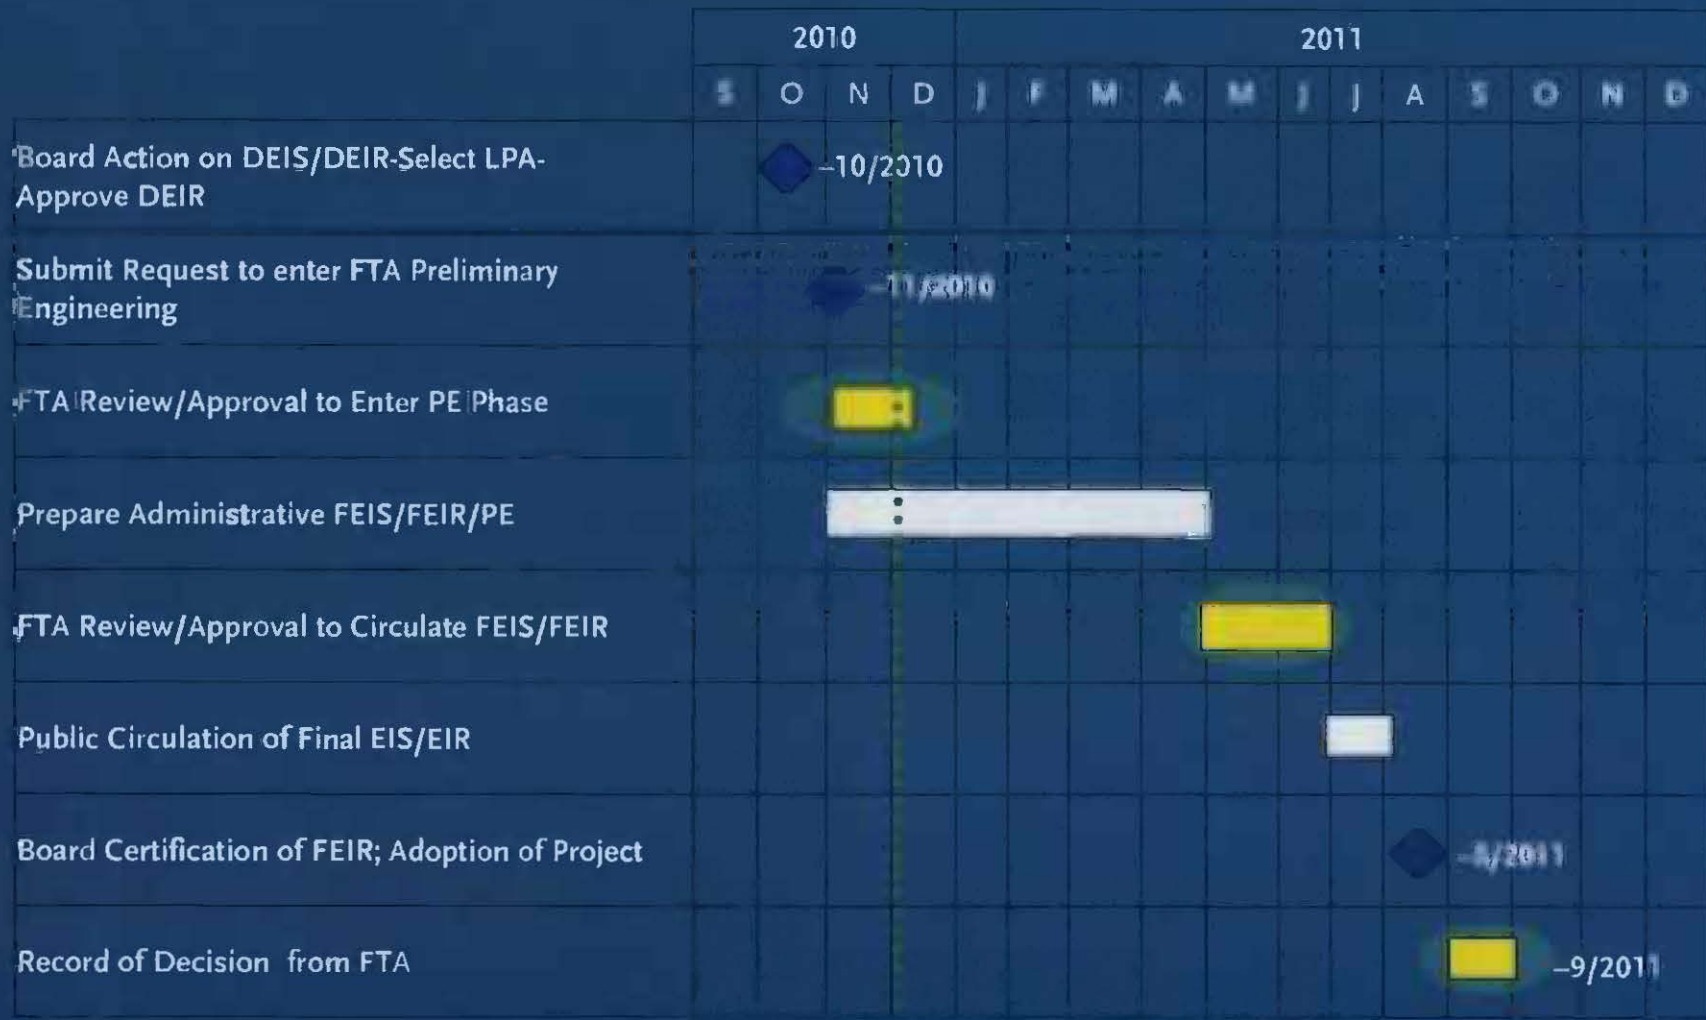 2010 2011
S O N D J F M A M J J A S O N D
Board Action on DEIS/DEIR-Select LPA-
Approve DEIR
–10/2010
Submit Request to enter FTA Preliminary
Engineering
–11/2010
FTA Review/Approval to Enter PE Phase
Prepare Administrative FEIS/FEIR/PE
FTA Review/Approval to Circulate FEIS/FEIR
Public Circulation of Final EIS/EIR
Board Certification of FEIR; Adoption of Project
–8/2011
Record of Decision from FTA
–9/2011